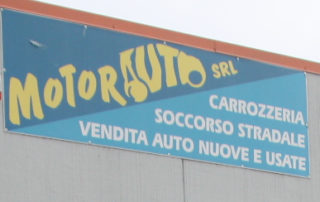 MOTORAUTO SRL
CARROZZERIA
SOCCORSO STRADALE
VENDITA AUTO NUOVE E USATE